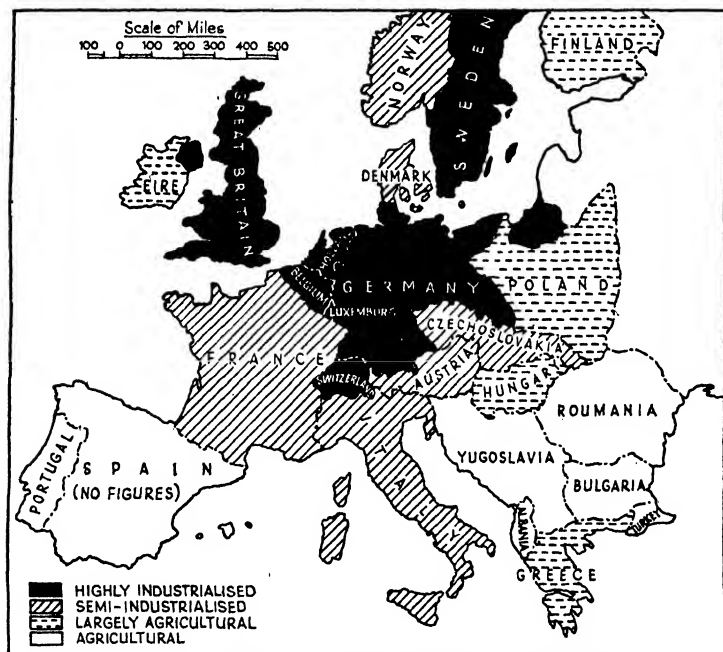 Scale of Miles
100 0 100 200 300 400 500
NORWAY
SWEDEN
FINLAND
GREAT BRITAIN
EIRE
DENMARK
HOLLAND
BELGIUM
GERMANY
POLAND
LUXEMBURG
CZECHOSLOVAKIA
FRANCE
SWITZERLAND
AUSTRIA
HUNGARY
ROUMANIA
ITALY
YUGOSLAVIA
PORTUGAL
SPAIN
(NO FIGURES)
BULGARIA
ALBANIA
TURKEY
GREECE
HIGHLY INDUSTRIALISED
SEMI-INDUSTRIALISED
LARGELY AGRICULTURAL
AGRICULTURAL